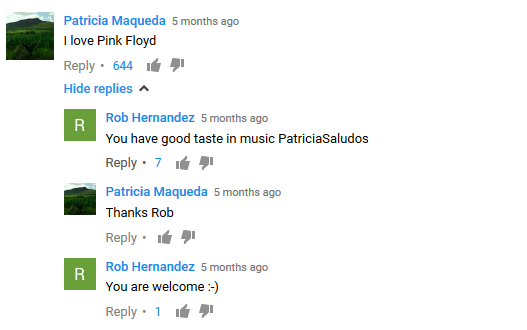 Patricia Maqueda 5 months ago
I love Pink Floyd
Reply • 644
Hide replies
R
Rob Hernandez 5 months ago
You have good taste in music PatriciaSaludos
Reply • 7
Patricia Maqueda 5 months ago
Thanks Rob
Reply •
R
Rob Hernandez 5 months ago
You are welcome :-)
Reply • 1